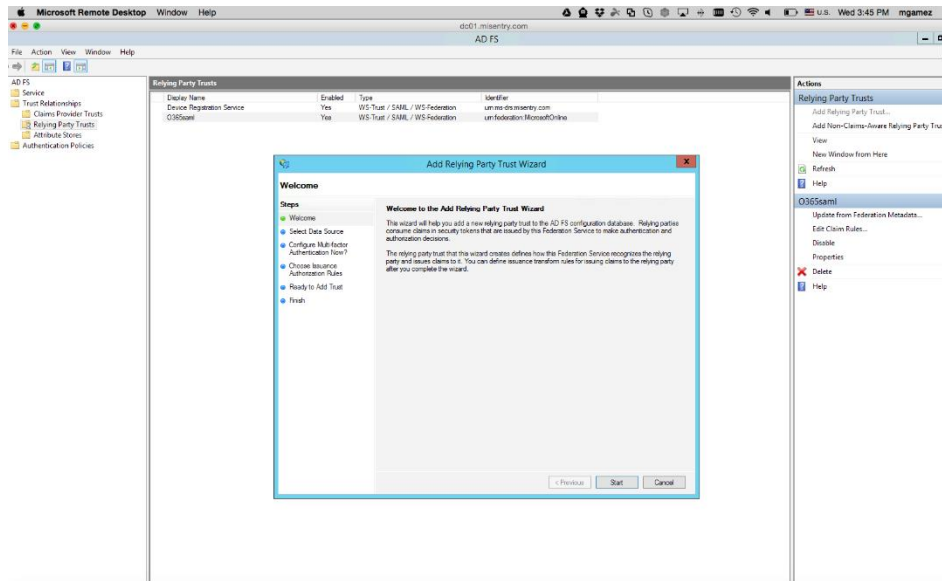 Microsoft Remote Desktop Window Help
U.S. Wed 3:45 PM mgamez
dc01.misentry.com
AD FS
File Action View Window Help
AD FS
Service
Trust Relationships
Claims Provider Trusts
Relying Party Trusts
Attribute Stores
Authentication Policies
Relying Party Trusts
Display Name Enabled Type Identifier
Device Registration Service Yes WS-Trust / SAML / WS-Federation urn:ms-drs:misentry.com
O365saml Yes WS-Trust / SAML / WS-Federation urn:federation:MicrosoftOnline
Add Relying Party Trust Wizard
X
Welcome
Steps
Welcome
Select Data Source
Configure Multi-factor
Authentication Now?
Choose Issuance
Authorization Rules
Ready to Add Trust
Finish
Welcome to the Add Relying Party Trust Wizard
This wizard will help you add a new relying party trust to the AD FS configuration database. Relying parties
consume claims in security tokens that are issued by this Federation Service to make authentication and
authorization decisions.
The relying party trust that this wizard creates defines how this Federation Service recognizes the relying
party and issues claims to it. You can define issuance transform rules for issuing claims to the relying party
after you complete the wizard.
< Previous Start Cancel
Actions
Relying Party Trusts
Add Relying Party Trust...
Add Non-Claims-Aware Relying Party Trus
View
New Window from Here
Refresh
Help
O365saml
Update from Federation Metadata...
Edit Claim Rules...
Disable
Properties
Delete
Help